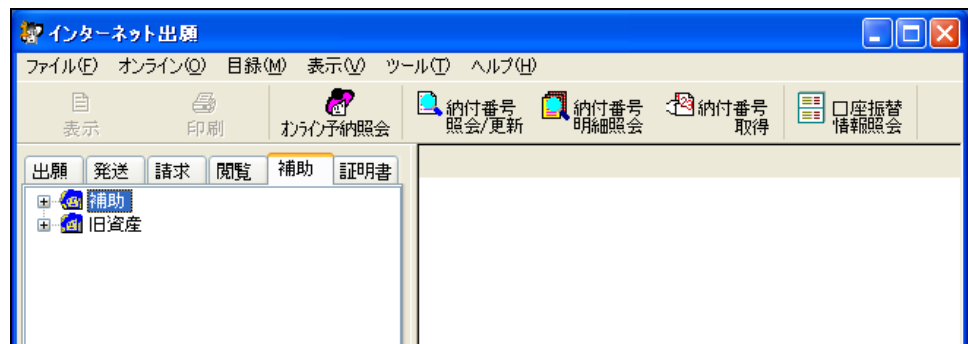 インターネット出願
ファイル(F) オンライン(O) 目録(M) 表示(V) ツール(T) ヘルプ(H)
表示 印刷 オンライン予納照会 納付番号照会/更新 納付番号明細照会 納付番号取得 口座振替情報照会
出願 発送 請求 閲覧 補助 証明書
補助
旧資産